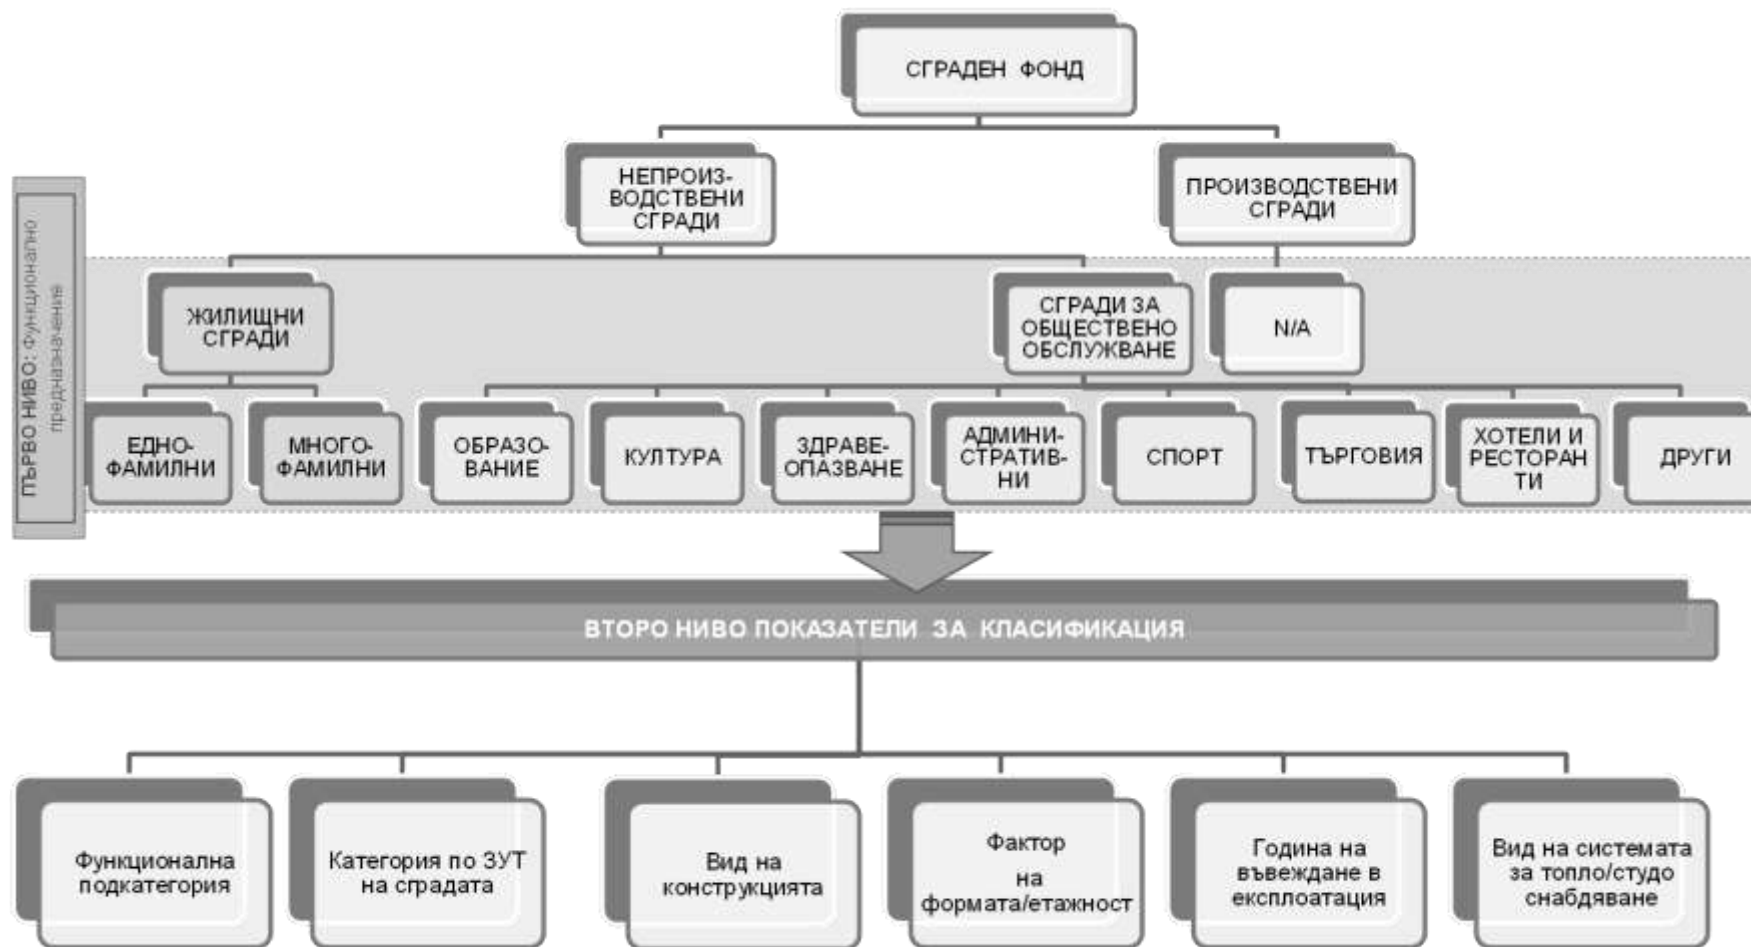 СГРАДЕН ФОНД
НЕПРОИЗ-
ВОДСТВЕНИ
СГРАДИ
ПРОИЗВОДСТВЕНИ
СГРАДИ
ПЪРВО НИВО: Функционално
предназначение
ЖИЛИЩНИ
СГРАДИ
СГРАДИ ЗА
ОБЩЕСТВЕНО
ОБСЛУЖВАНЕ
N/A
ЕДНО-
ФАМИЛНИ
МНОГО-
ФАМИЛНИ
ОБРАЗО-
ВАНИЕ
КУЛТУРА
ЗДРАВЕ-
ОПАЗВАНЕ
АДМИНИ-
СТРАТИВ-
НИ
СПОРТ
ТЪРГОВИЯ
ХОТЕЛИ И
РЕСТОРАН
ТИ
ДРУГИ
ВТОРО НИВО ПОКАЗАТЕЛИ ЗА КЛАСИФИКАЦИЯ
Функционална
подкатегория
Категория по ЗУТ
на сградата
Вид на
конструкцията
Фактор
на
формата/етажност
Година на
въвеждане в
експлоатация
Вид на системата
за топло/студо
снабдяване